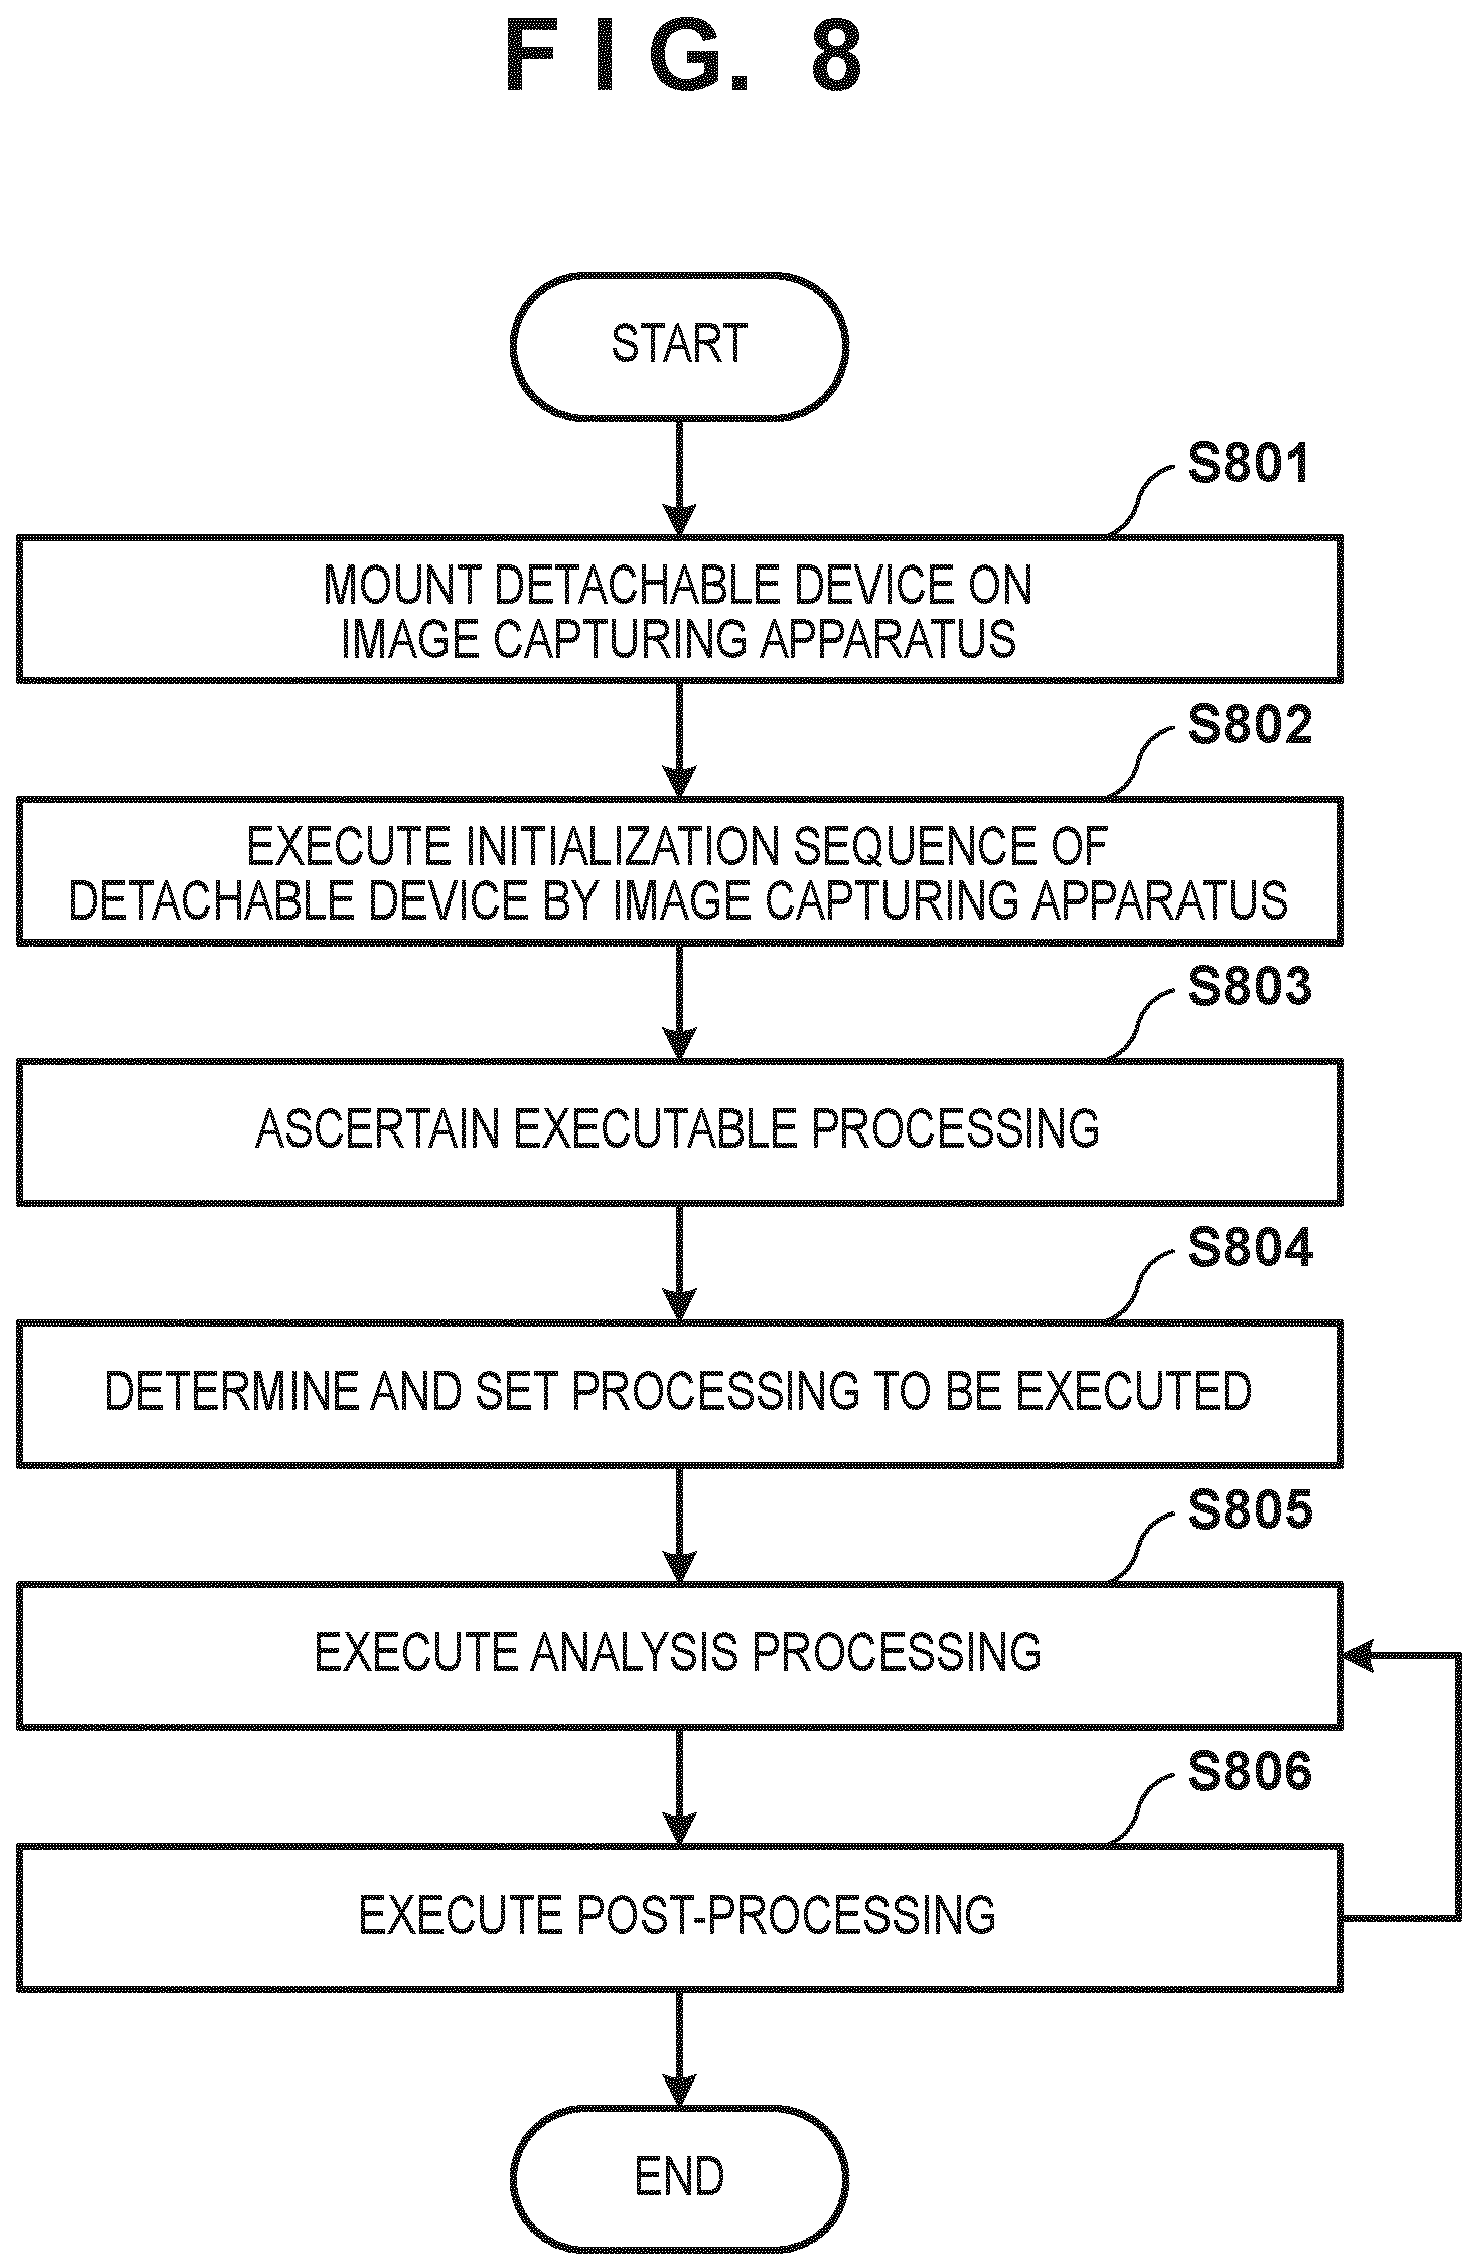 FIG. 8
START
S801
MOUNT DETACHABLE DEVICE ON
IMAGE CAPTURING APPARATUS
S802
EXECUTE INITIALIZATION SEQUENCE OF
DETACHABLE DEVICE BY IMAGE CAPTURING APPARATUS
S803
ASCERTAIN EXECUTABLE PROCESSING
S804
DETERMINE AND SET PROCESSING TO BE EXECUTED
S805
EXECUTE ANALYSIS PROCESSING
S806
EXECUTE POST-PROCESSING
END